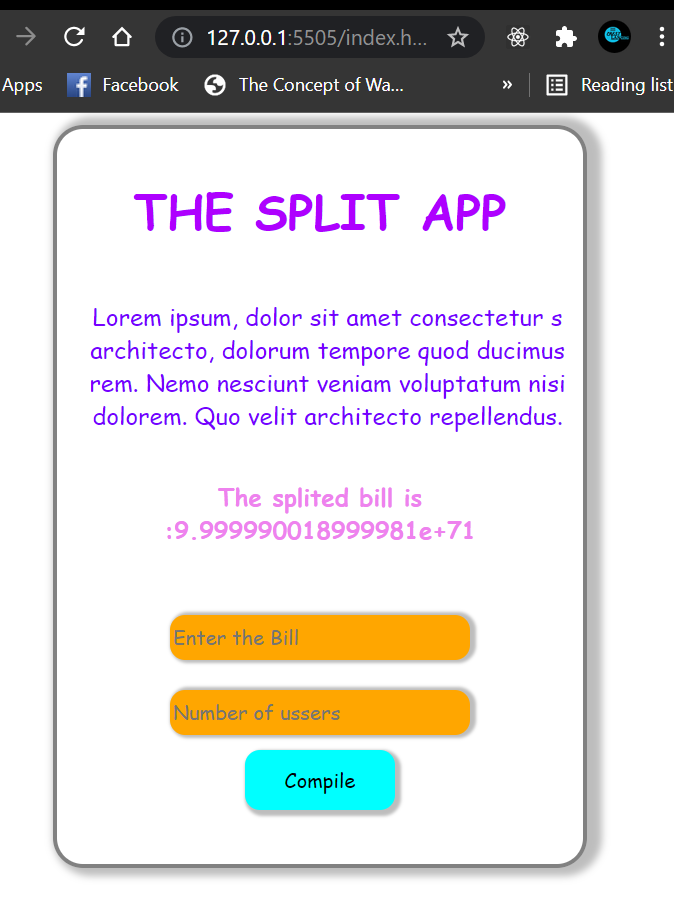 127.0.0.1:5505/index.h...
Apps Facebook The Concept of Wa... » Reading list
THE SPLIT APP
Lorem ipsum, dolor sit amet consectetur s
architecto, dolorum tempore quod ducimus
rem. Nemo nesciunt veniam voluptatum nisi
dolorem. Quo velit architecto repellendus.
The splited bill is
:9.999990018999981e+71
Enter the Bill
Number of ussers
Compile